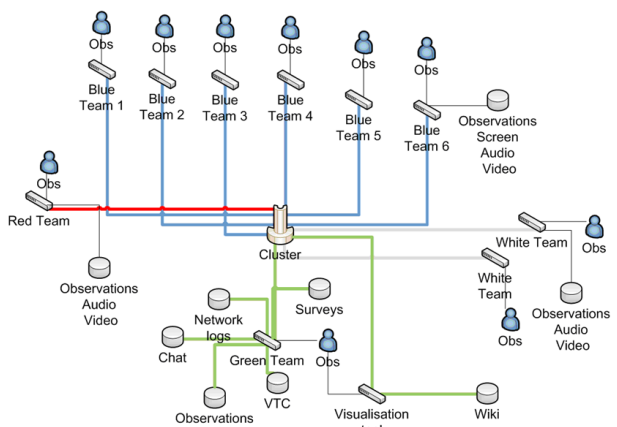 Obs
Obs
Obs
Obs
Obs
Obs
Blue
Team 1
Blue
Team 2
Blue
Team 3
Blue
Team 4
Blue
Team 5
Blue
Team 6
Observations
Screen
Audio
Video
Obs
Red Team
Observations
Audio
Video
Cluster
White Team
Obs
White
Team
Obs
Observations
Audio
Video
Network
logs
Surveys
Chat
Green Team
Obs
VTC
Observations
Visualisation
Wiki